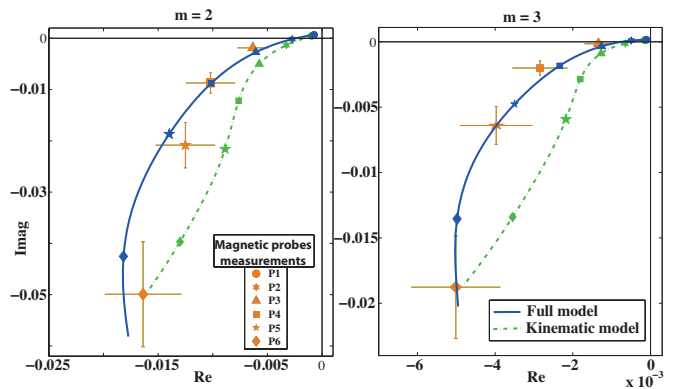 m = 2
m = 3
0
−0.01
−0.03
−0.05
Imag
−0.025
−0.015
−0.005
0
Re
Magnetic probes
measurements
P1
P2
P3
P4
P5
P6
0
−0.005
−0.01
−0.015
−0.02
−6
−4
−2
0
Re
x 10⁻³
Full model
Kinematic model